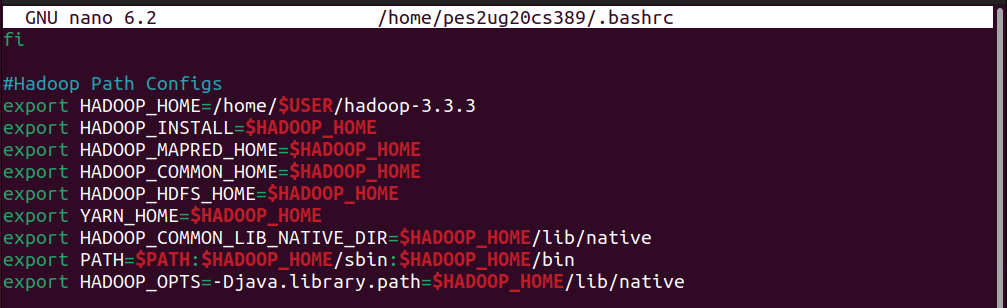 GNU nano 6.2 /home/pes2ug20cs389/.bashrc
fi
#Hadoop Path Configs
export HADOOP_HOME=/home/$USER/hadoop-3.3.3
export HADOOP_INSTALL=$HADOOP_HOME
export HADOOP_MAPRED_HOME=$HADOOP_HOME
export HADOOP_COMMON_HOME=$HADOOP_HOME
export HADOOP_HDFS_HOME=$HADOOP_HOME
export YARN_HOME=$HADOOP_HOME
export HADOOP_COMMON_LIB_NATIVE_DIR=$HADOOP_HOME/lib/native
export PATH=$PATH:$HADOOP_HOME/sbin:$HADOOP_HOME/bin
export HADOOP_OPTS=-Djava.library.path=$HADOOP_HOME/lib/native